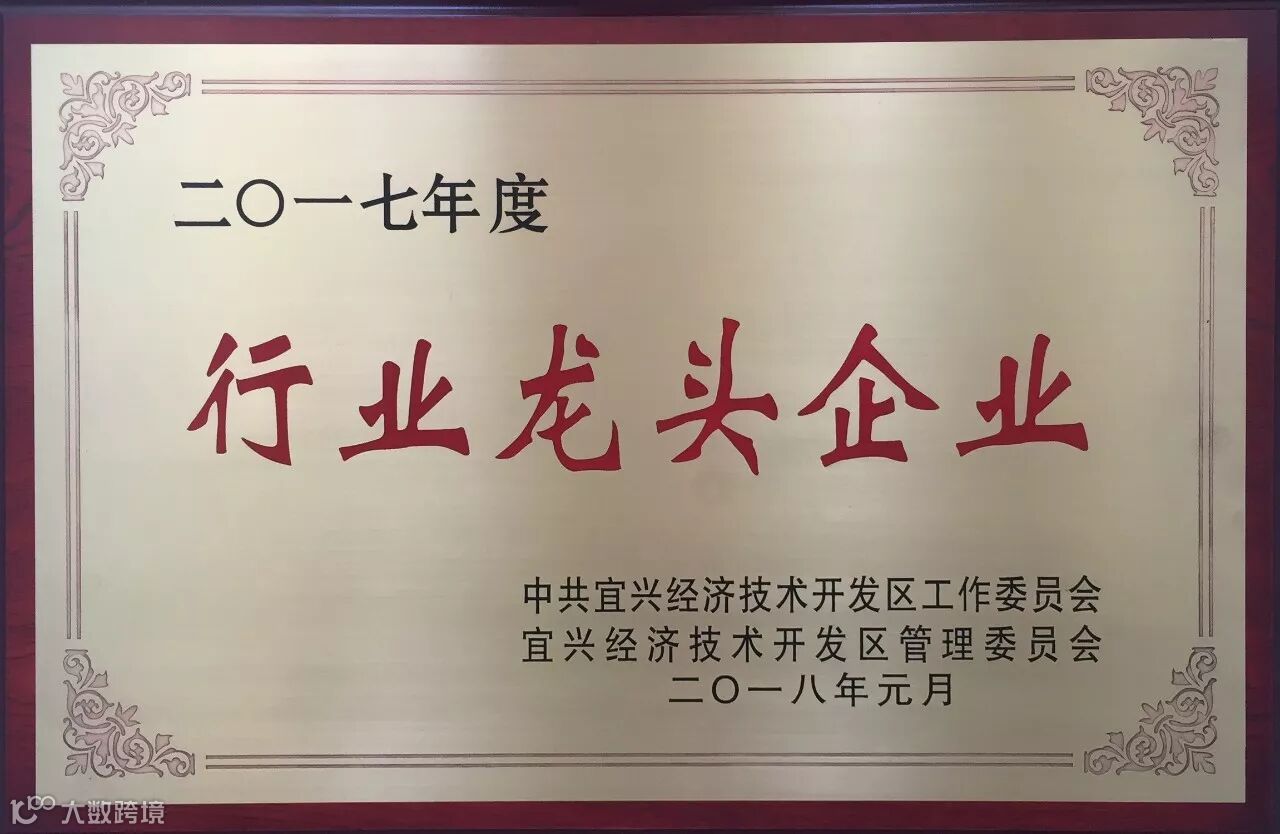 二〇一七年度
行业龙头企业
中共宜兴经济技术开发区工作委员会
宜兴经济技术开发区管理委员会
二〇一八年元月
大数跨境